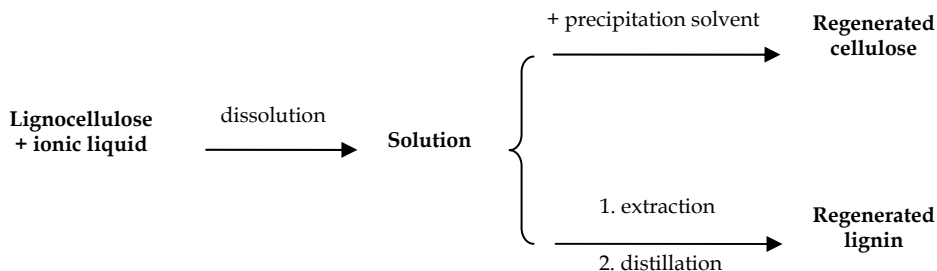 Lignocellulose
+ ionic liquid
dissolution
Solution
+ precipitation solvent
Regenerated
cellulose
1. extraction
2. distillation
Regenerated
lignin